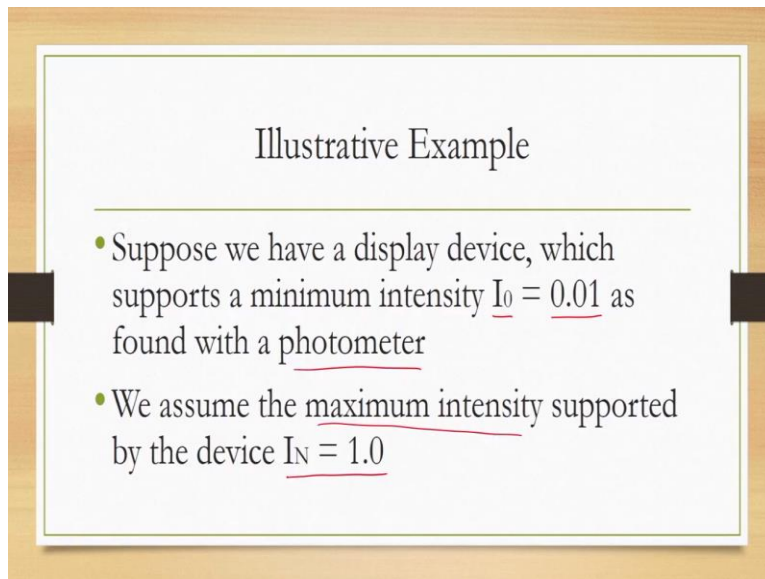 Illustrative Example
• Suppose we have a display device, which
supports a minimum intensity I₀ = 0.01 as
found with a photometer
• We assume the maximum intensity supported
by the device Iɴ = 1.0